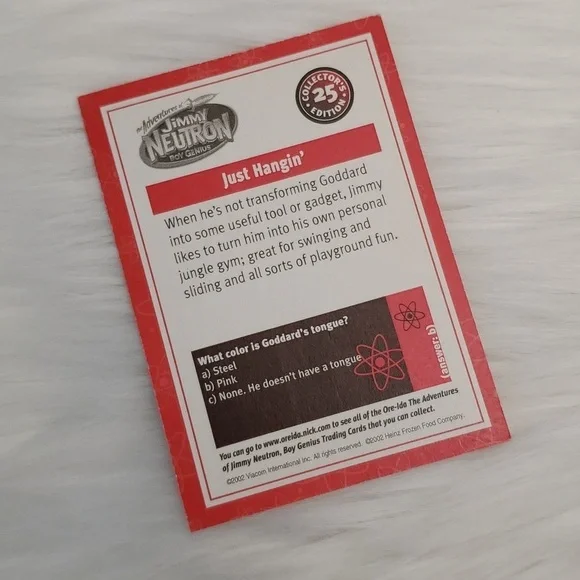 The Adventures of
JIMMY
NEUTRON
BOY GENIUS
COLLECTOR'S
25
EDITION
Just Hangin'
When he's not transforming Goddard
into some useful tool or gadget, Jimmy
likes to turn him into his own personal
jungle gym; great for swinging and
sliding and all sorts of playground fun.
What color is Goddard's tongue?
a) Steel
b) Pink
c) None. He doesn't have a tongue
(answer: b)
You can go to www.oreida.nick.com to see all of the Ore-Ida The Adventures
of Jimmy Neutron, Boy Genius Trading Cards that you can collect.
©2002 Viacom International Inc. All rights reserved. ©2002 Heinz Frozen Food Company.